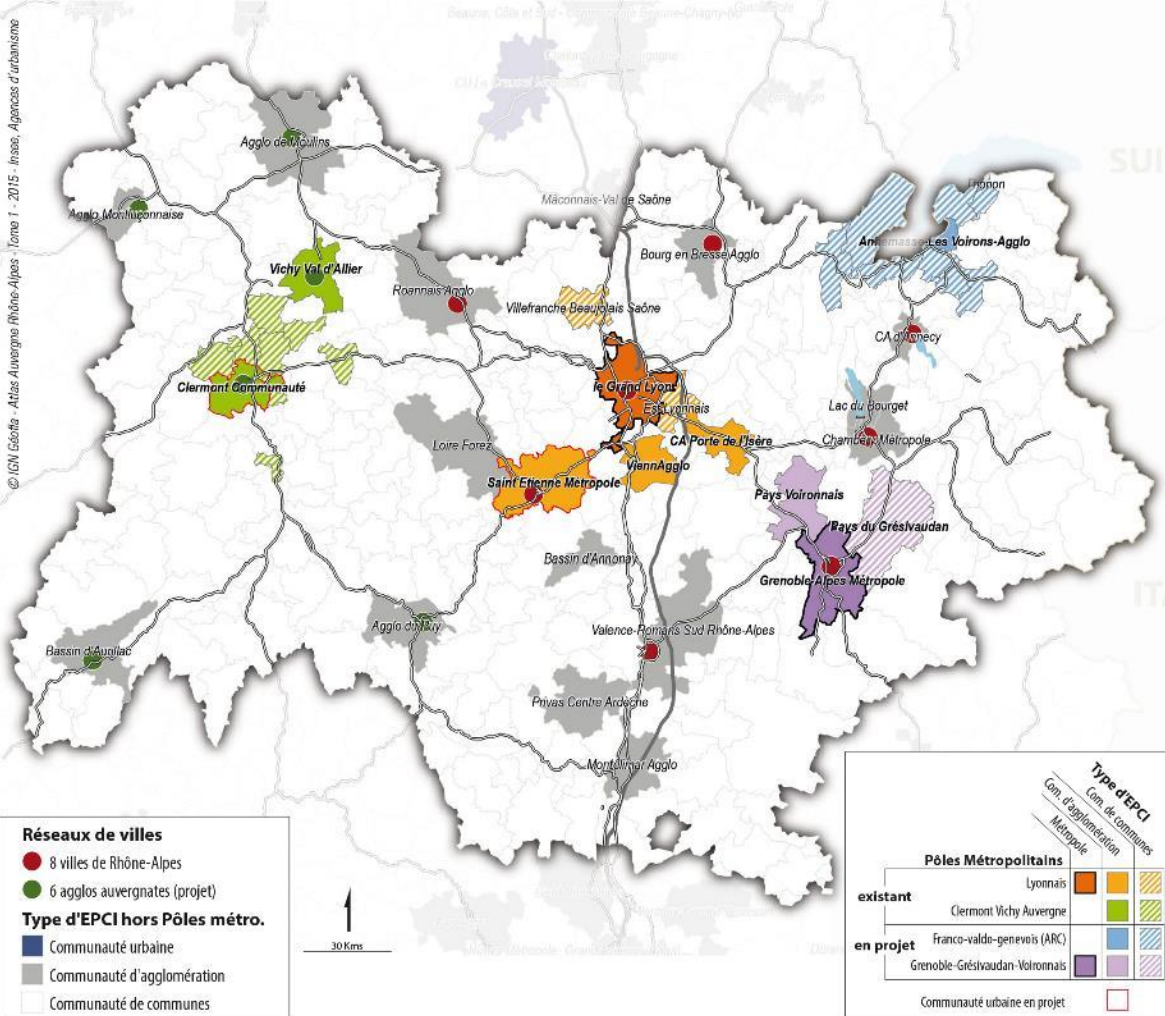 © IGN Géofla - Atlas Auvergne Rhône-Alpes - Tome 1 - 2015 - Insee, Agences d'urbanisme
SUI
Agglo de Moulins
Thonon
Mâconnais-Val de Saône
Agglo Montluçonnaise
Annemasse-Les Voirons-Agglo
Bourg en Bresse Agglo
Vichy Val d'Allier
Roannais Agglo
Villefranche Beaujolais Saône
CA d'Annecy
Clermont Communauté
le Grand Lyon
Est Lyonnais
Lac du Bourget
CA Porte de l'Isère
Chambéry Métropole
Loire Forez
ViennAgglo
Saint Etienne Métropole
Pays Voironnais
Pays du Grésivaudan
Bassin d'Annonay
Grenoble-Alpes Métropole
ITA
Agglo du Puy
Valence-Romans Sud Rhône-Alpes
Bassin d'Aurillac
Privas Centre Ardèche
Montélimar Agglo
Réseaux de villes
8 villes de Rhône-Alpes
6 agglos auvergnates (projet)
Type d'EPCI hors Pôles métro.
Communauté urbaine
Communauté d'agglomération
Communauté de communes
30 Kms
Type d'EPCI
Com. de communes
Com. d'agglomération
Métropole
Pôles Métropolitains
existant
Lyonnais
Clermont Vichy Auvergne
en projet
Franco-valdo-genevois (ARC)
Grenoble-Grésivaudan-Voironnais
Communauté urbaine en projet